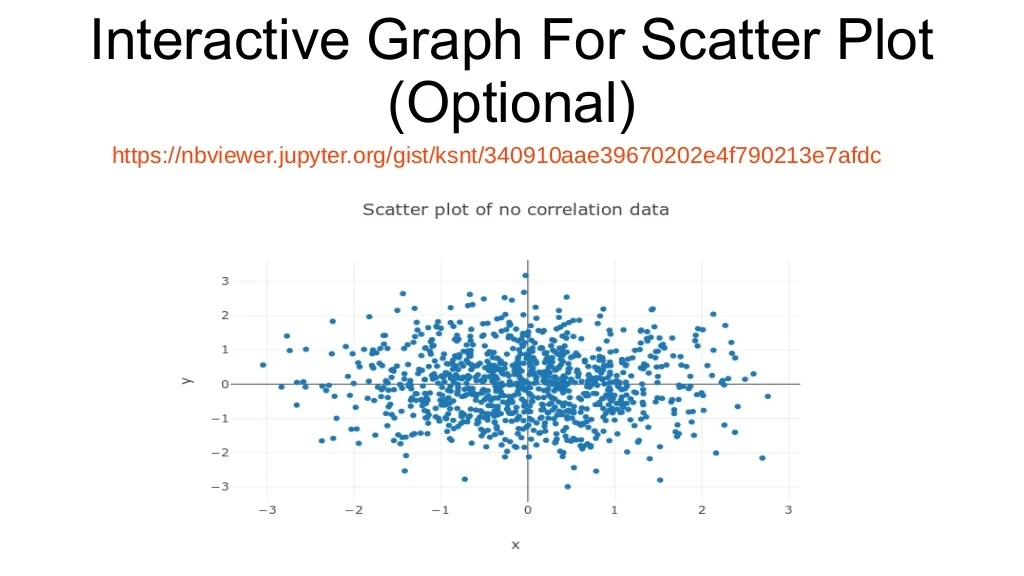 Interactive Graph For Scatter Plot
(Optional)
https://nbviewer.jupyter.org/gist/ksnt/340910aae39670202e4f790213e7afdc
Scatter plot of no correlation data
3
2
1
0
−1
−2
−3
y
−3 −2 −1 0 1 2 3
x